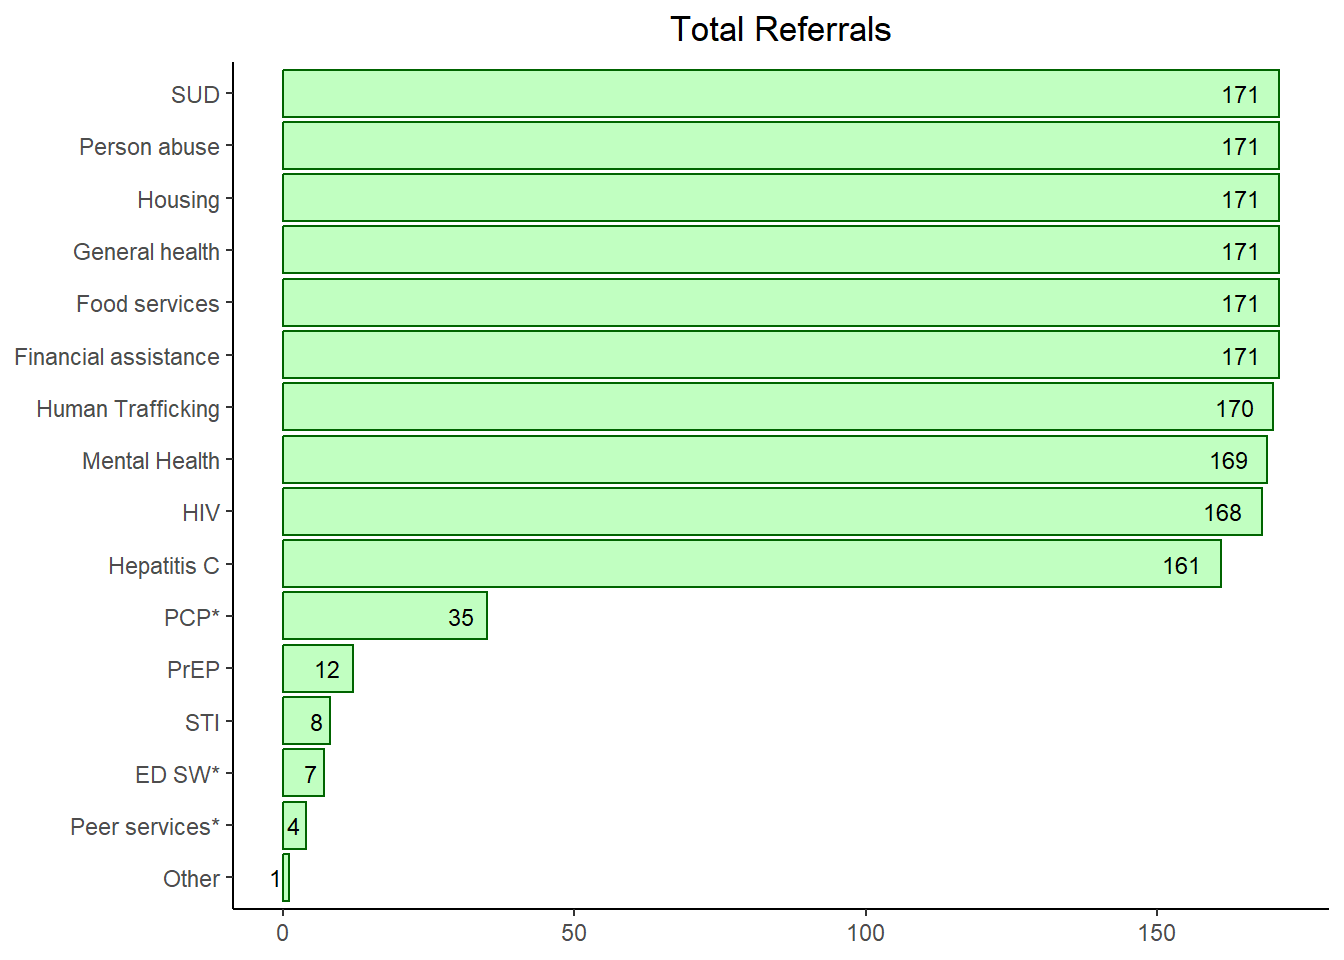 Total Referrals
SUD 171
Person abuse 171
Housing 171
General health 171
Food services 171
Financial assistance 171
Human Trafficking 170
Mental Health 169
HIV 168
Hepatitis C 161
PCP* 35
PrEP 12
STI 8
ED SW* 7
Peer services* 4
Other 1
0 50 100 150